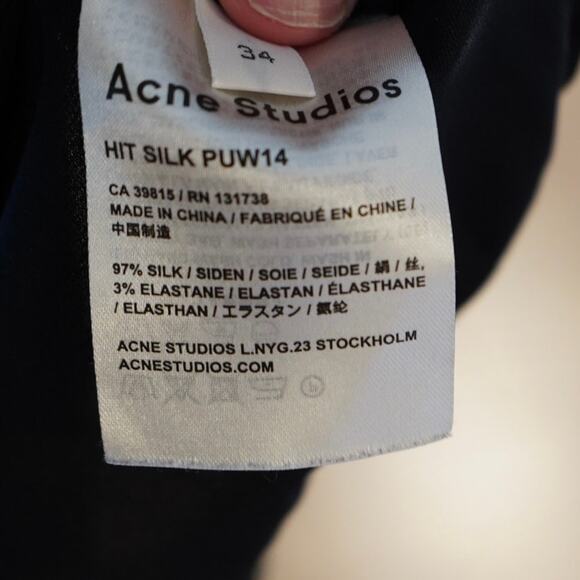 34
Acne Studios
HIT SILK PUW14
CA 39815 / RN 131738
MADE IN CHINA / FABRIQUÉ EN CHINE /
中国制造
97% SILK / SIDEN / SOIE / SEIDE / 絹 / 丝,
3% ELASTANE / ELASTAN / ÉLASTHANE
/ ELASTHAN / エラスタン / 氨纶
ACNE STUDIOS L.NYG.23 STOCKHOLM
ACNESTUDIOS.COM